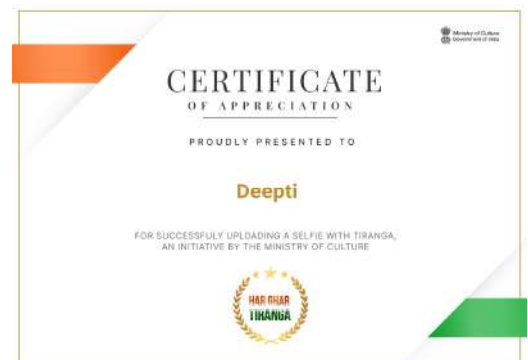 Ministry of Culture
Government of India
CERTIFICATE
OF APPRECIATION
PROUDLY PRESENTED TO
Deepti
FOR SUCCESSFULY UPLOADING A SELFIE WITH TIRANGA,
AN INITIATIVE BY THE MINISTRY OF CULTURE
HAR GHAR
TIRANGA